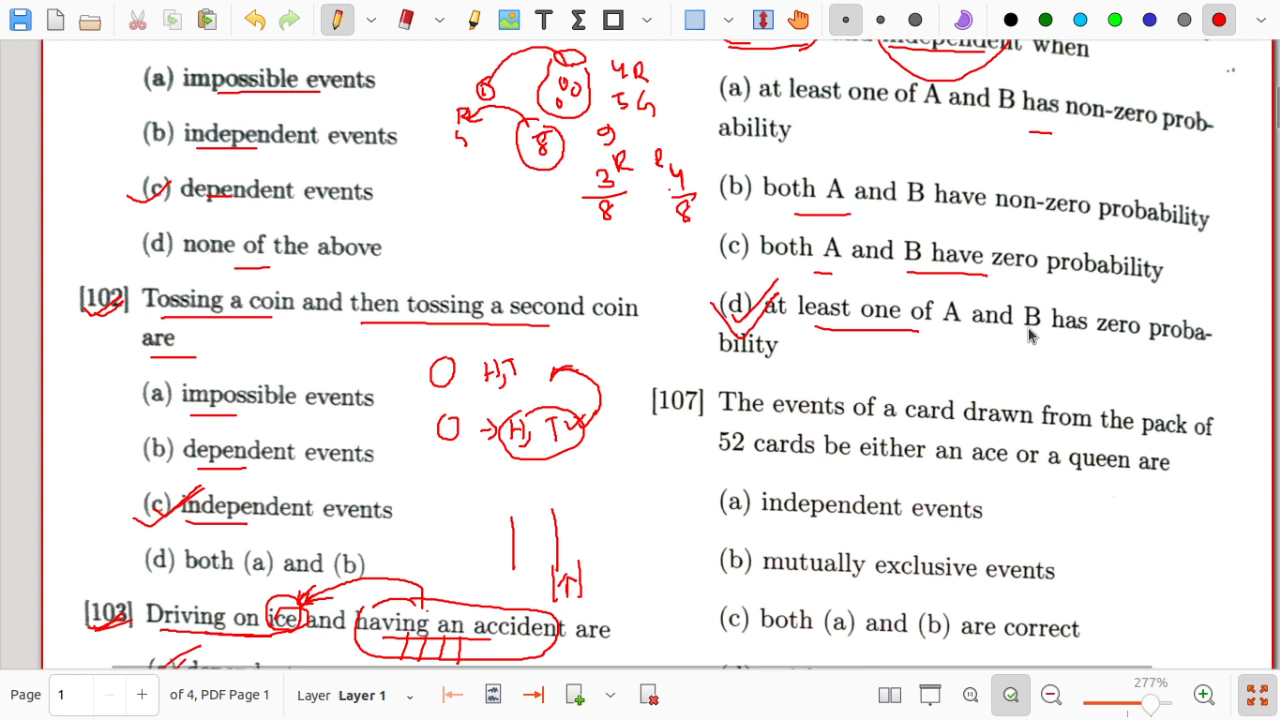 (a) impossible events
(b) independent events
(c) dependent events
(d) none of the above
[102] Tossing a coin and then tossing a second coin
are
(a) impossible events
(b) dependent events
(c) independent events
(d) both (a) and (b)
[103] Driving on ice and having an accident are
4R
5G
9
R
3
8
4
8
8
H,T
H, T
independent when
(a) at least one of A and B has non-zero prob-
ability
(b) both A and B have non-zero probability
(c) both A and B have zero probability
(d) at least one of A and B has zero proba-
bility
[107] The events of a card drawn from the pack of
52 cards be either an ace or a queen are
(a) independent events
(b) mutually exclusive events
(c) both (a) and (b) are correct
Page 1 of 4, PDF Page 1 Layer Layer 1 277%